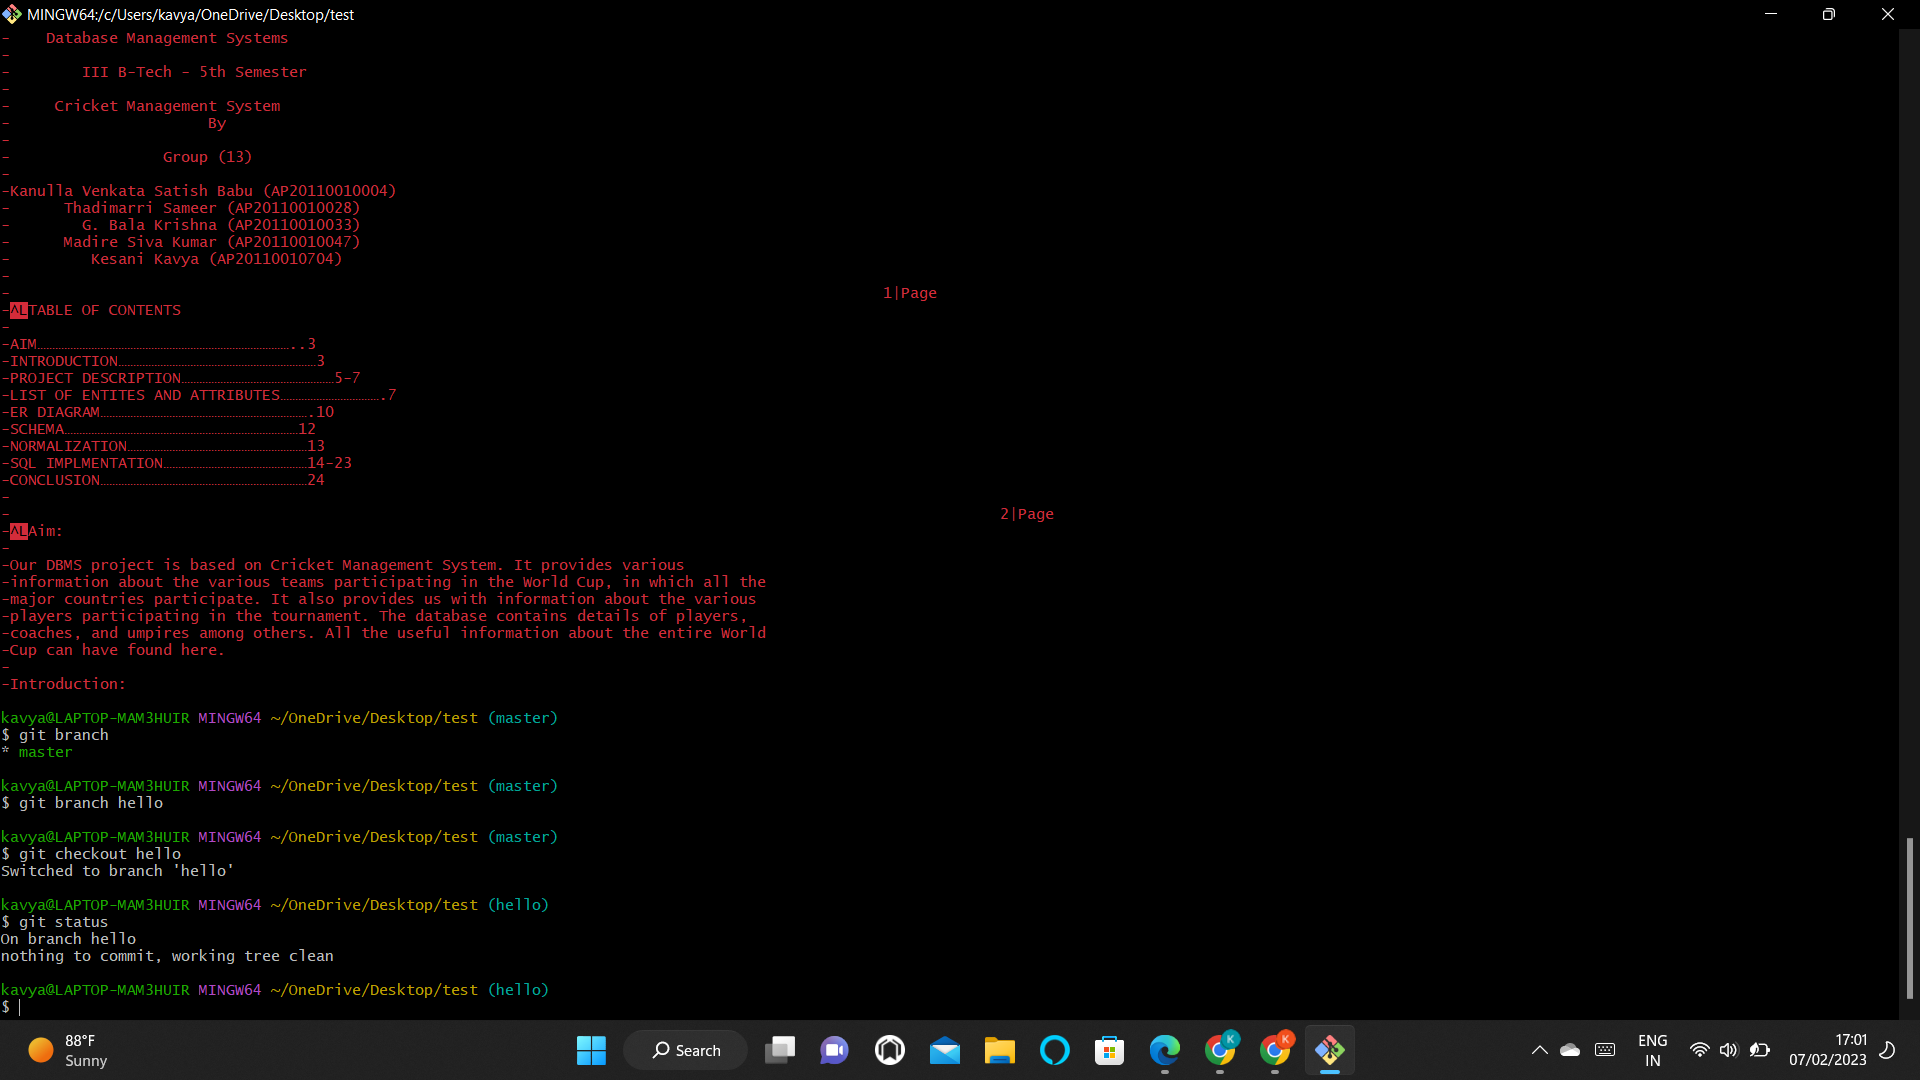 MINGW64:/c/Users/kavya/OneDrive/Desktop/test
-    Database Management Systems
-
-        III B-Tech - 5th Semester
-
-     Cricket Management System
-                      By
-
-                 Group (13)
-
-Kanulla Venkata Satish Babu (AP20110010004)
-      Thadimarri Sameer (AP20110010028)
-        G. Bala Krishna (AP20110010033)
-      Madire Siva Kumar (AP20110010047)
-         Kesani Kavya (AP20110010704)
-
-                                                                                                 1|Page
-^LTABLE OF CONTENTS
-
-AIM……………………………………………………………………………..3
-INTRODUCTION……………………………………………………………3
-PROJECT DESCRIPTION………………………………………………5-7
-LIST OF ENTITES AND ATTRIBUTES…………………………….7
-ER DIAGRAM……………………………………………………………….10
-SCHEMA………………………………………………………………………12
-NORMALIZATION………………………………………………………13
-SQL IMPLMENTATION……………………………………………14-23
-CONCLUSION………………………………………………………………24
-
-                                                                                                              2|Page
-^LAim:
-
-Our DBMS project is based on Cricket Management System. It provides various
-information about the various teams participating in the World Cup, in which all the
-major countries participate. It also provides us with information about the various
-players participating in the tournament. The database contains details of players,
-coaches, and umpires among others. All the useful information about the entire World
-Cup can have found here.
-
-Introduction:
kavya@LAPTOP-MAM3HUIR MINGW64 ~/OneDrive/Desktop/test (master)
$ git branch
* master
kavya@LAPTOP-MAM3HUIR MINGW64 ~/OneDrive/Desktop/test (master)
$ git branch hello
kavya@LAPTOP-MAM3HUIR MINGW64 ~/OneDrive/Desktop/test (master)
$ git checkout hello
Switched to branch 'hello'
kavya@LAPTOP-MAM3HUIR MINGW64 ~/OneDrive/Desktop/test (hello)
$ git status
On branch hello
nothing to commit, working tree clean
kavya@LAPTOP-MAM3HUIR MINGW64 ~/OneDrive/Desktop/test (hello)
$
88°F
Sunny
Search
K
K
ENG
IN
17:01
07/02/2023